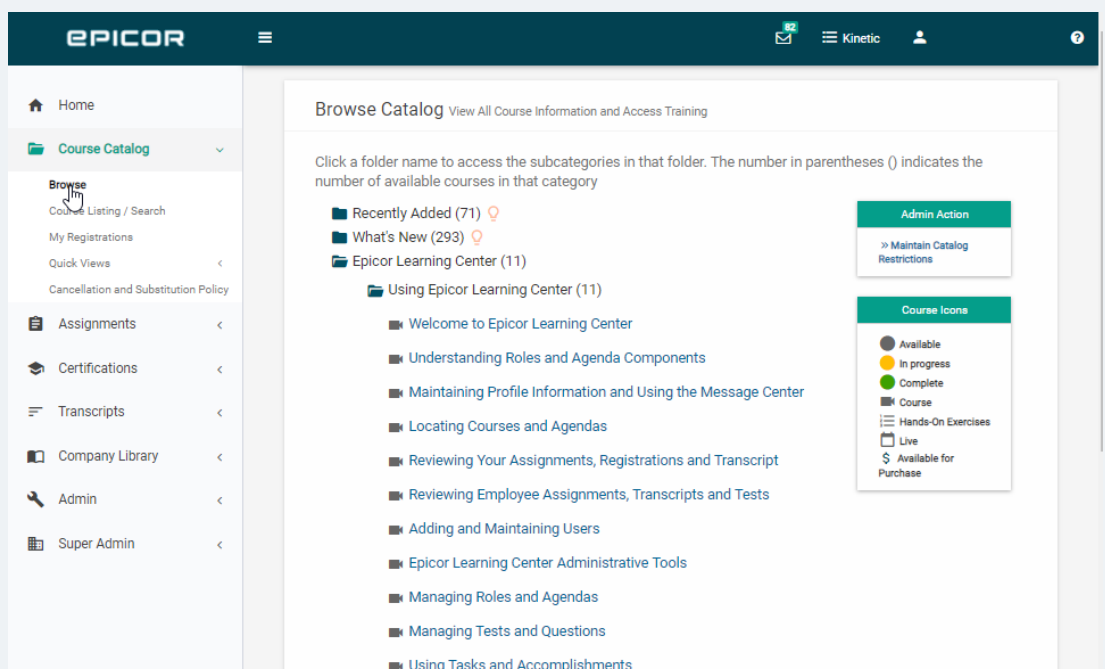 EPICOR
82
Kinetic
?
Home
Course Catalog
Browse
Course Listing / Search
My Registrations
Quick Views
Cancellation and Substitution Policy
Assignments
Certifications
Transcripts
Company Library
Admin
Super Admin
Browse Catalog View All Course Information and Access Training
Click a folder name to access the subcategories in that folder. The number in parentheses () indicates the
number of available courses in that category
Recently Added (71)
What's New (293)
Epicor Learning Center (11)
Using Epicor Learning Center (11)
Welcome to Epicor Learning Center
Understanding Roles and Agenda Components
Maintaining Profile Information and Using the Message Center
Locating Courses and Agendas
Reviewing Your Assignments, Registrations and Transcript
Reviewing Employee Assignments, Transcripts and Tests
Adding and Maintaining Users
Epicor Learning Center Administrative Tools
Managing Roles and Agendas
Managing Tests and Questions
Using Tasks and Accomplishments
Admin Action
» Maintain Catalog
Restrictions
Course Icons
Available
In progress
Complete
Course
Hands-On Exercises
Live
$ Available for
Purchase